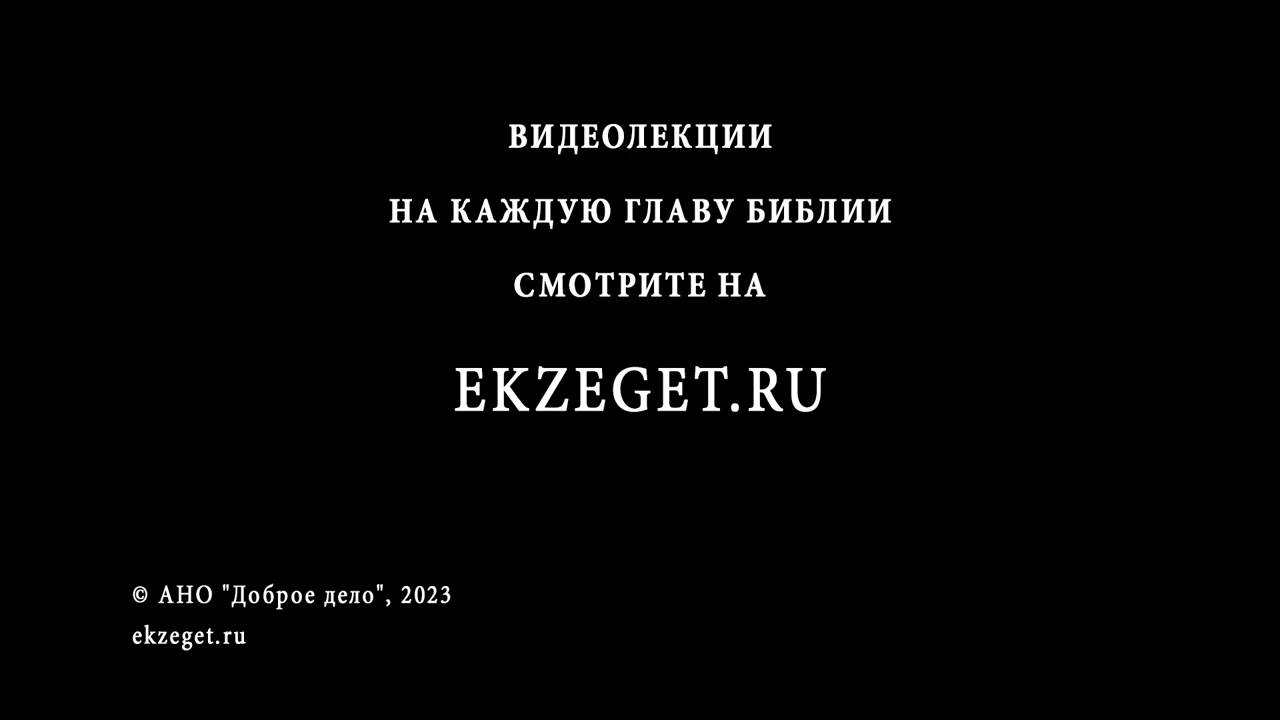 ВИДЕОЛЕКЦИИ
НА КАЖДУЮ ГЛАВУ БИБЛИИ
СМОТРИТЕ НА
EKZEGET.RU
© АНО "Доброе дело", 2023
ekzeget.ru